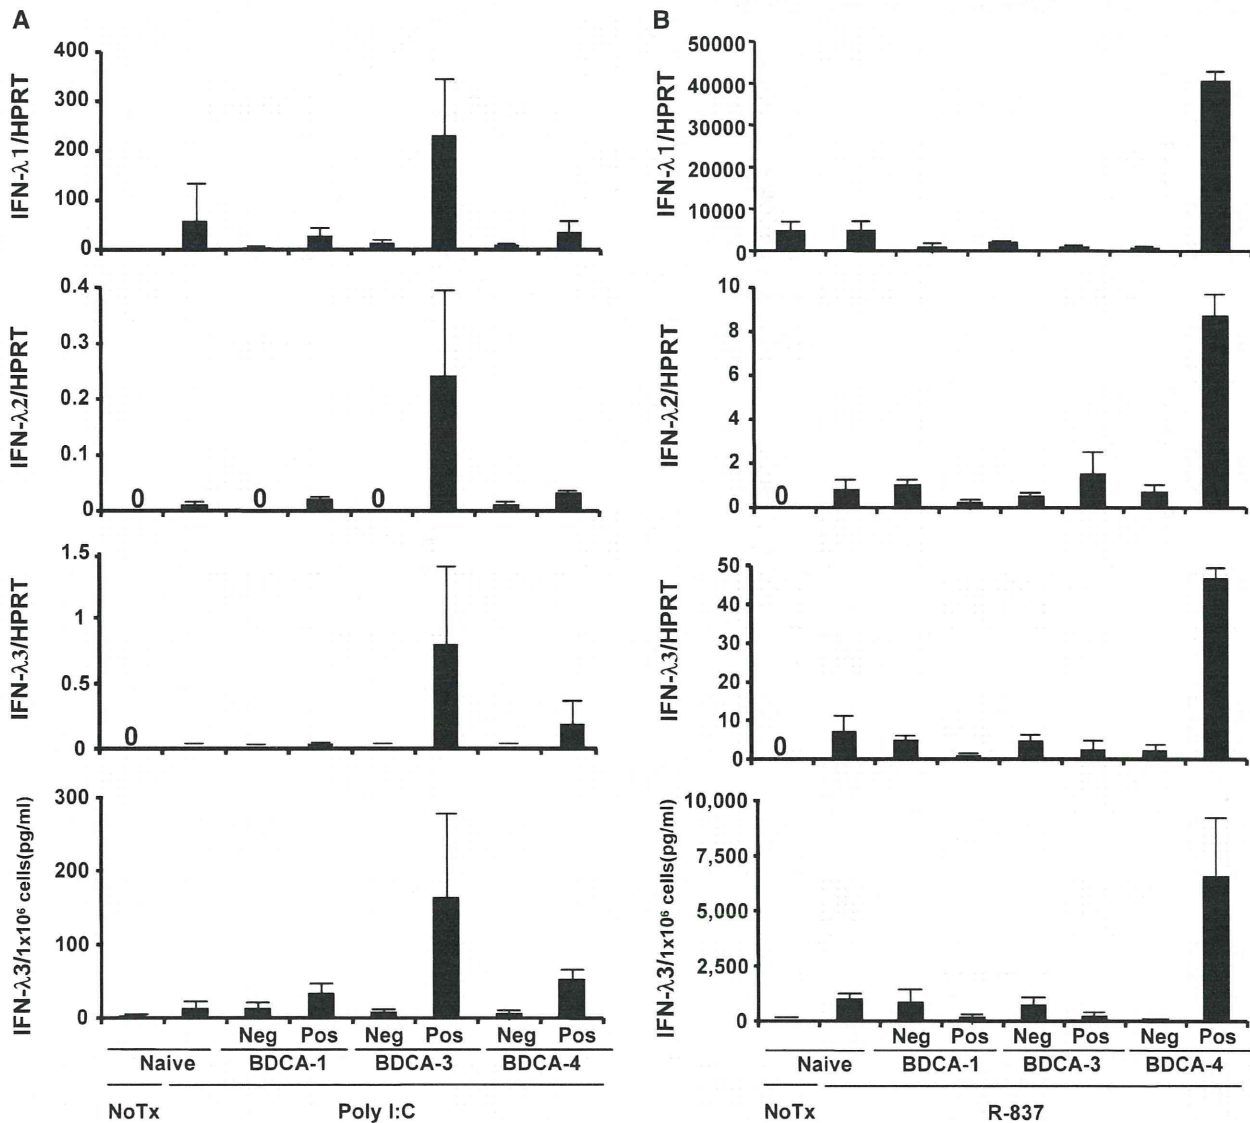 A
IFN-λ1/HPRT
400
300
200
100
0
IFN-λ2/HPRT
0.4
0.3
0.2
0.1
0
0
0
0
IFN-λ3/HPRT
1.5
1
0.5
0
0
IFN-λ3/1x10⁶ cells(pg/ml)
300
200
100
0
Neg Pos Neg Pos Neg Pos
Naive BDCA-1 BDCA-3 BDCA-4
NoTx Poly I:C
B
IFN-λ1/HPRT
50000
40000
30000
20000
10000
0
IFN-λ2/HPRT
10
8
6
4
2
0
0
IFN-λ3/HPRT
50
40
30
20
10
0
0
IFN-λ3/1x10⁶ cells(pg/ml)
10,000
7,500
5,000
2,500
0
Neg Pos Neg Pos Neg Pos
Naive BDCA-1 BDCA-3 BDCA-4
NoTx R-837